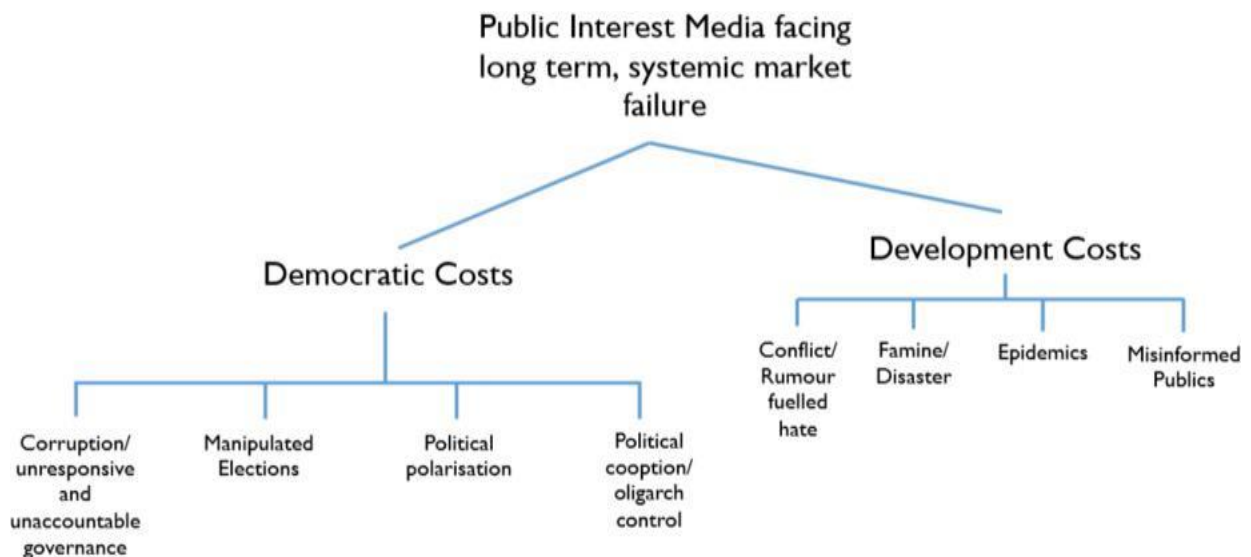 Public Interest Media facing
long term, systemic market
failure
Democratic Costs
Development Costs
Corruption/
unresponsive
and
unaccountable
governance
Manipulated
Elections
Political
polarisation
Political
cooption/
oligarch
control
Conflict/
Rumour
fuelled
hate
Famine/
Disaster
Epidemics
Misinformed
Publics